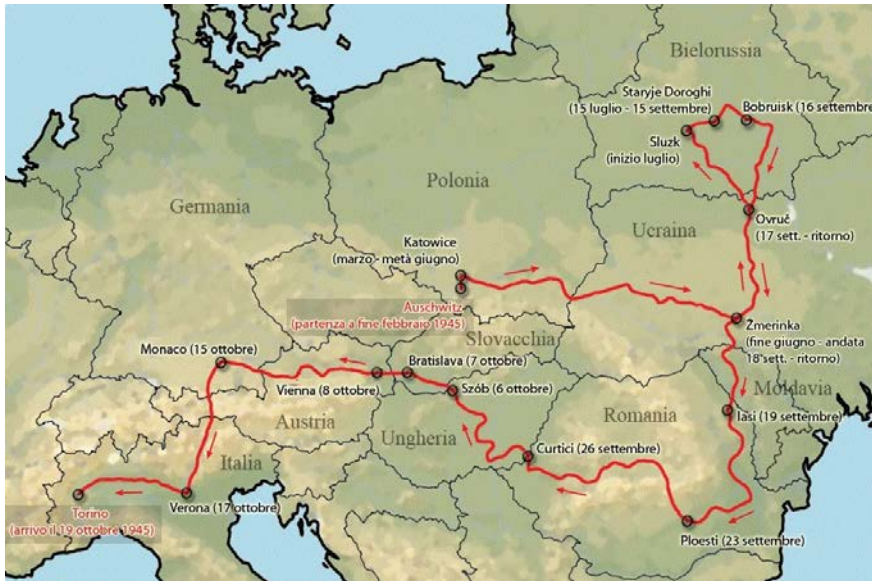 Bielorussia
Staryje Doroghi
(15 luglio - 15 settembre)
Bobruisk (16 settembre
Sluzk
(inizio luglio)
Polonia
Germania
Ucraina
Ovruč
(17 sett. - ritorno)
Katowice
(marzo - metà giugno)
Auschwitz
(partenza a fine febbraio 1945)
Žmerinka
(fine giugno - andata
18 sett. - ritorno)
Slovacchia
Monaco (15 ottobre)
Bratislava (7 ottobre)
Vienna (8 ottobre)
Szób (6 ottobre)
Moldavia
Iasi (19 settembre)
Austria
Romania
Ungheria
Curtici (26 settembre)
Italia
Torino
(arrivo il 19 ottobre 1945)
Verona (17 ottobre)
Ploesti (23 settembre)